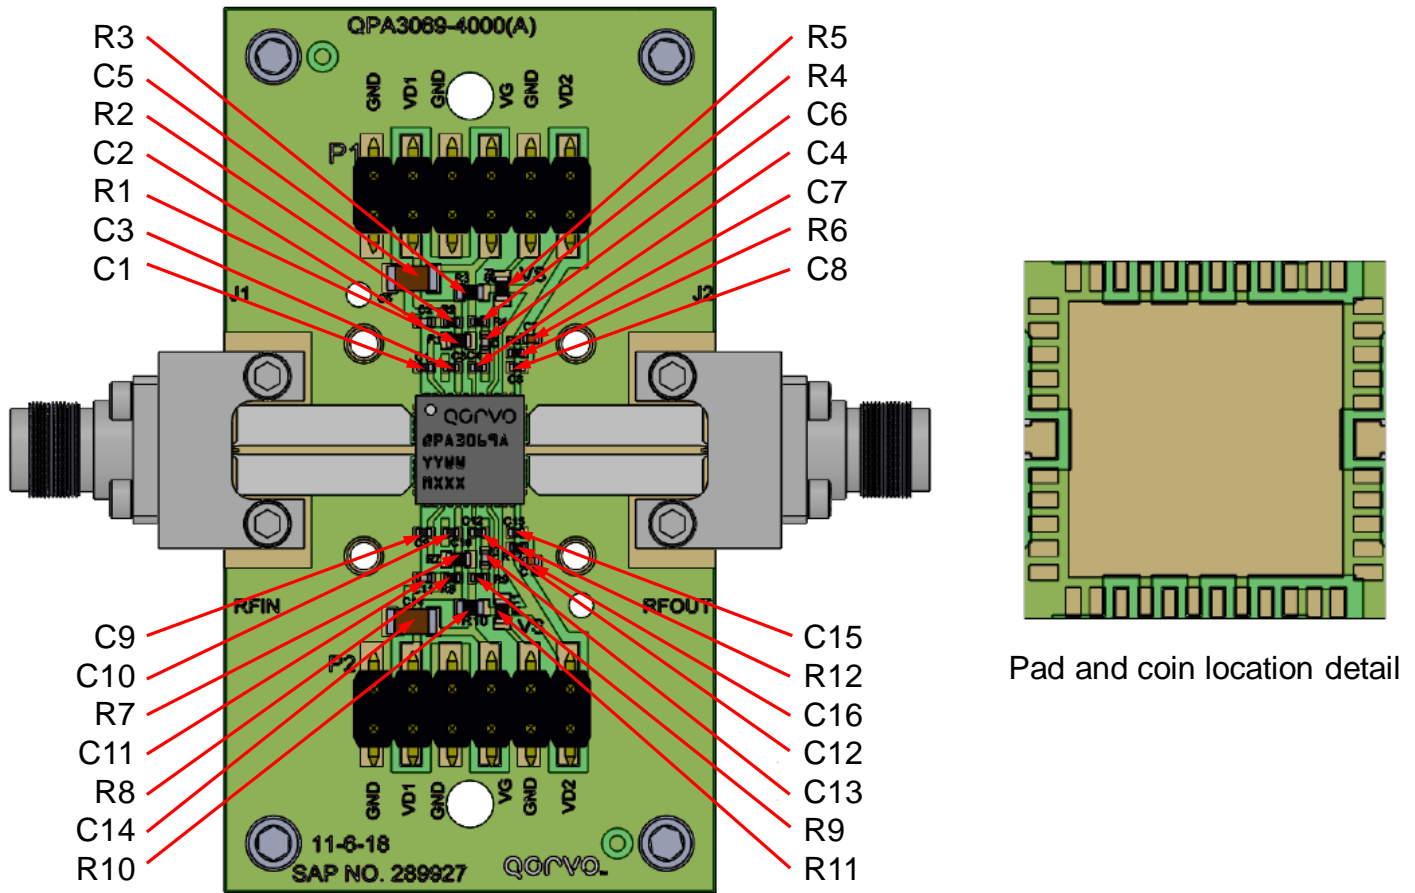 QPA3069-4000(A)
GND VD1 GND VG GND VD2
P1
R3
C5
R2
C2
R1
C3
C1
R5
R4
C6
C4
C7
R6
C8
J1
J2
VS
QORVO
QPA3069A
YYWW
MXXX
RFIN
RFOUT
VS
P2
C9
C10
R7
C11
R8
C14
R10
C15
R12
C16
C12
C13
R9
R11
GND VD1 GND VG GND VD2
11-6-18
SAP NO. 289927
QORVO
Pad and coin location detail